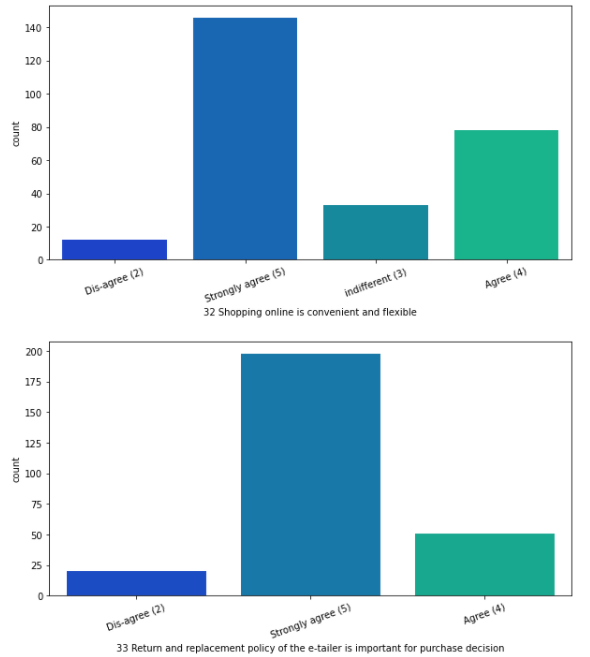 140
120
100
80
60
40
20
0
count
Dis-agree (2)
Strongly agree (5)
indifferent (3)
Agree (4)
32 Shopping online is convenient and flexible
200
175
150
125
100
75
50
25
0
count
Dis-agree (2)
Strongly agree (5)
Agree (4)
33 Return and replacement policy of the e-tailer is important for purchase decision